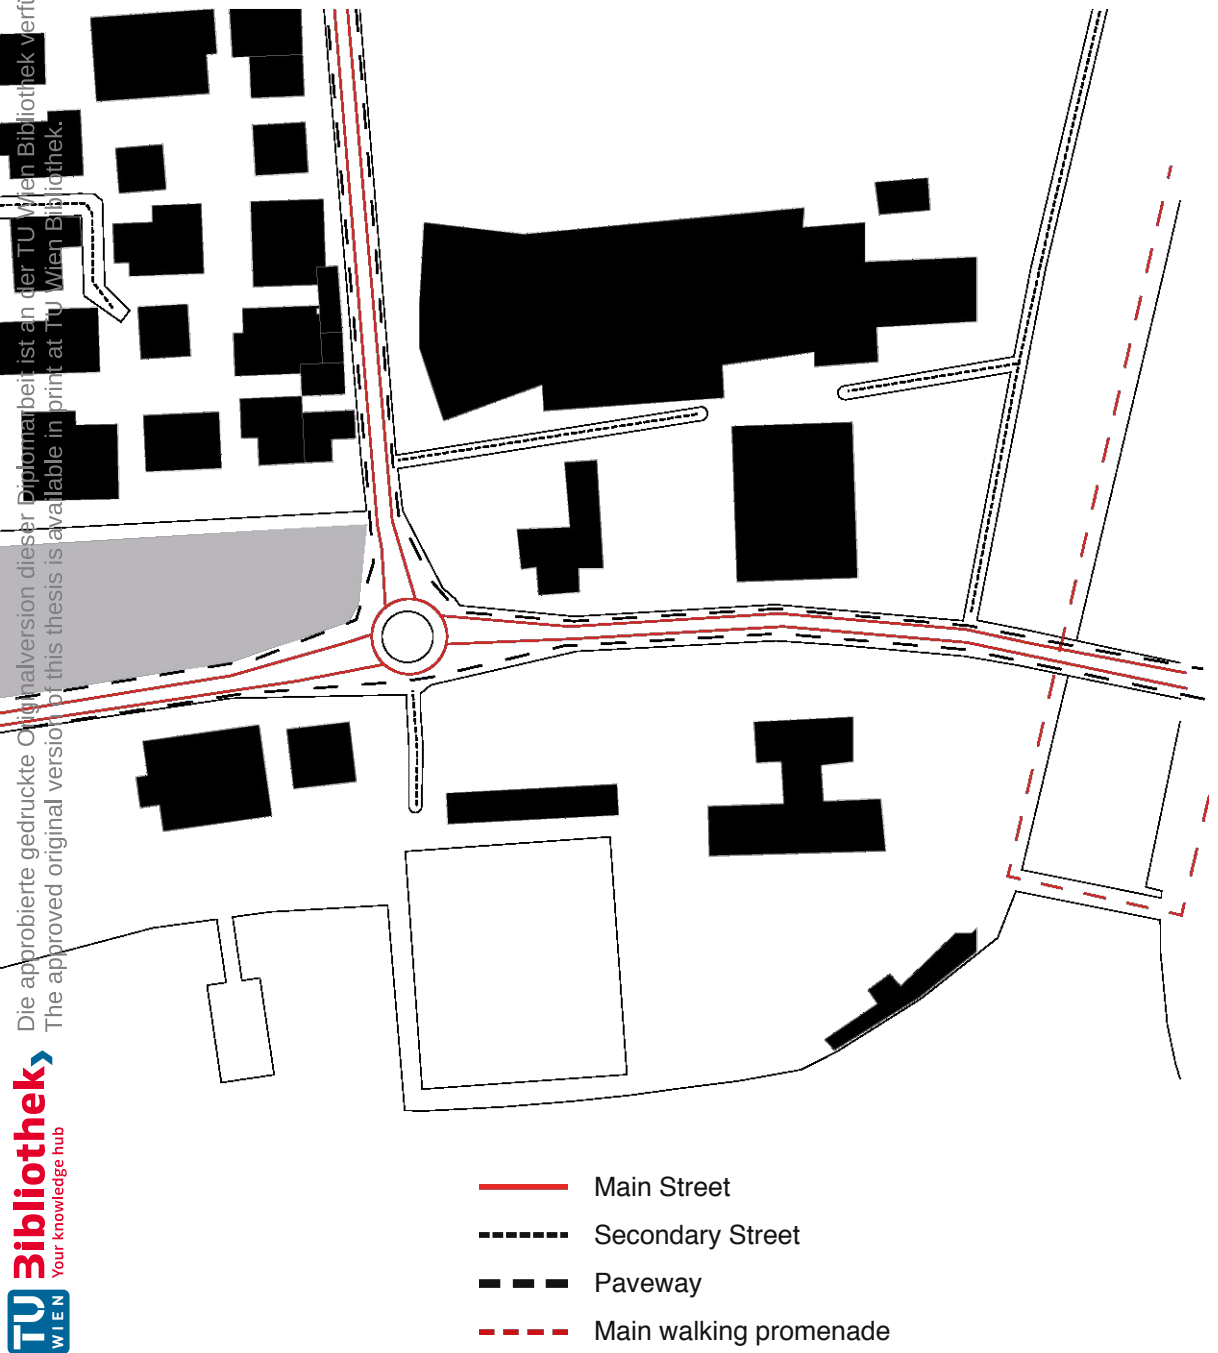 Die approbierte gedruckte Originalversion dieser Diplomarbeit ist an der TU Wien Bibliothek
The approved original version of this thesis is available in print at TU Wien Bibliothek.
Bibliothek
Your knowledge hub
TU
WIEN
Main Street
Secondary Street
Paveway
Main walking promenade